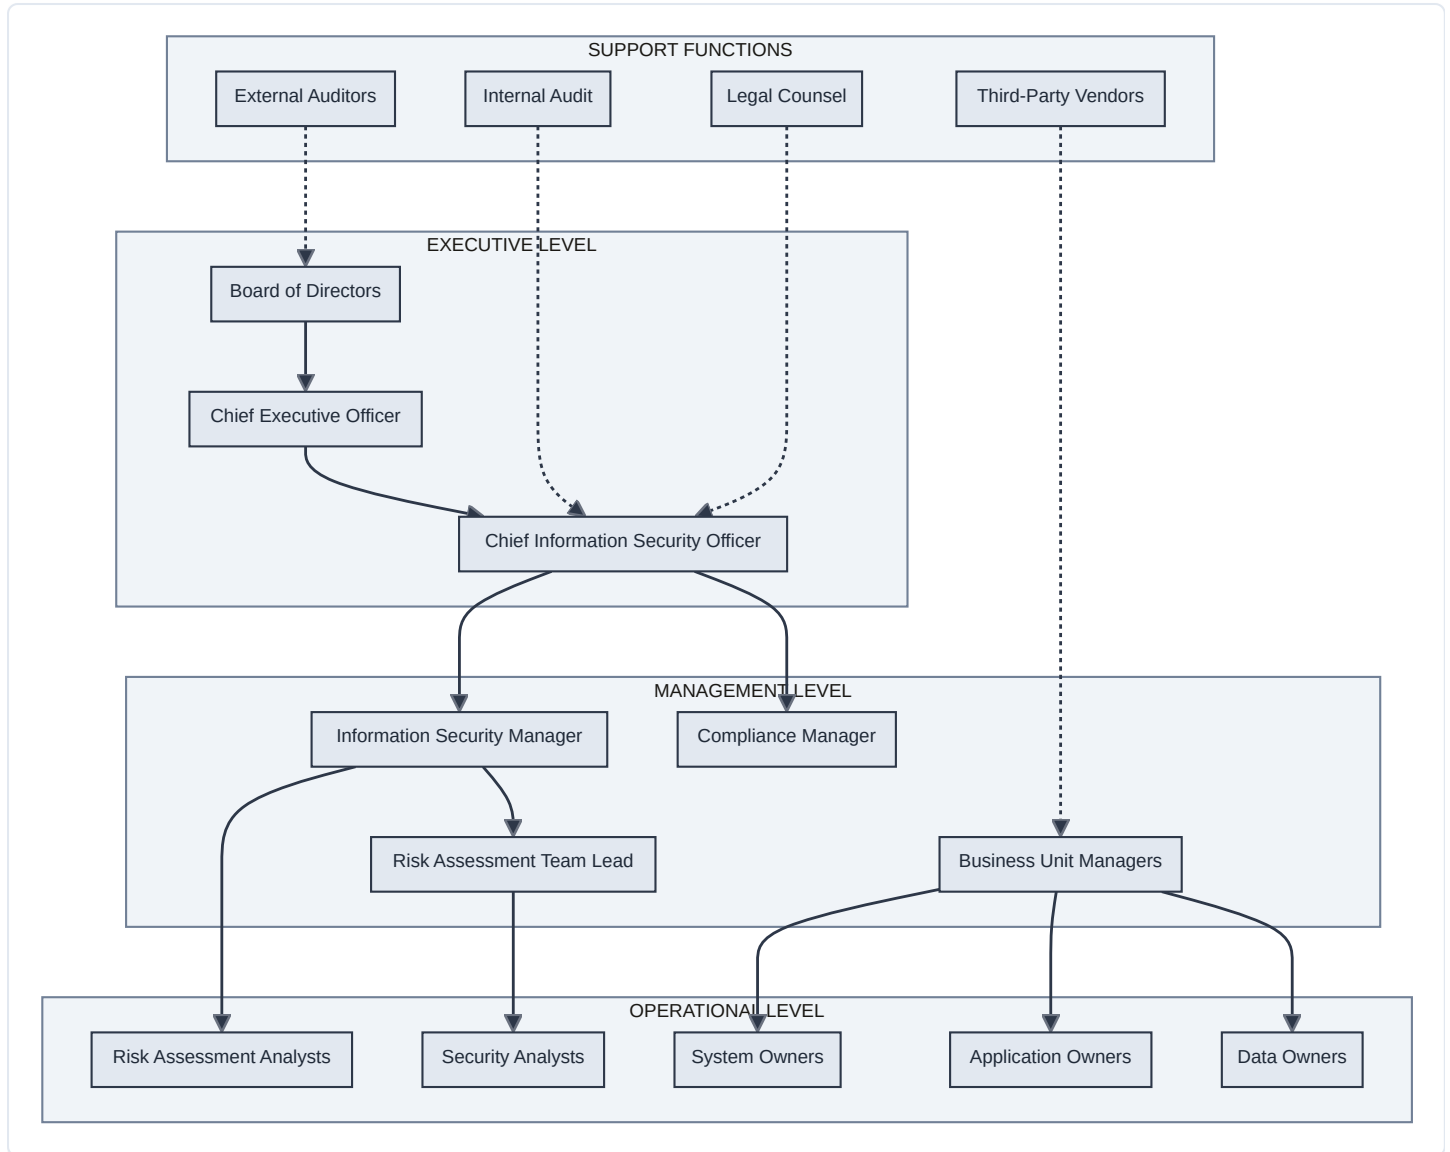 SUPPORT FUNCTIONS
External Auditors
Internal Audit
Legal Counsel
Third-Party Vendors
EXECUTIVE LEVEL
Board of Directors
Chief Executive Officer
Chief Information Security Officer
MANAGEMENT LEVEL
Information Security Manager
Compliance Manager
Risk Assessment Team Lead
Business Unit Managers
OPERATIONAL LEVEL
Risk Assessment Analysts
Security Analysts
System Owners
Application Owners
Data Owners